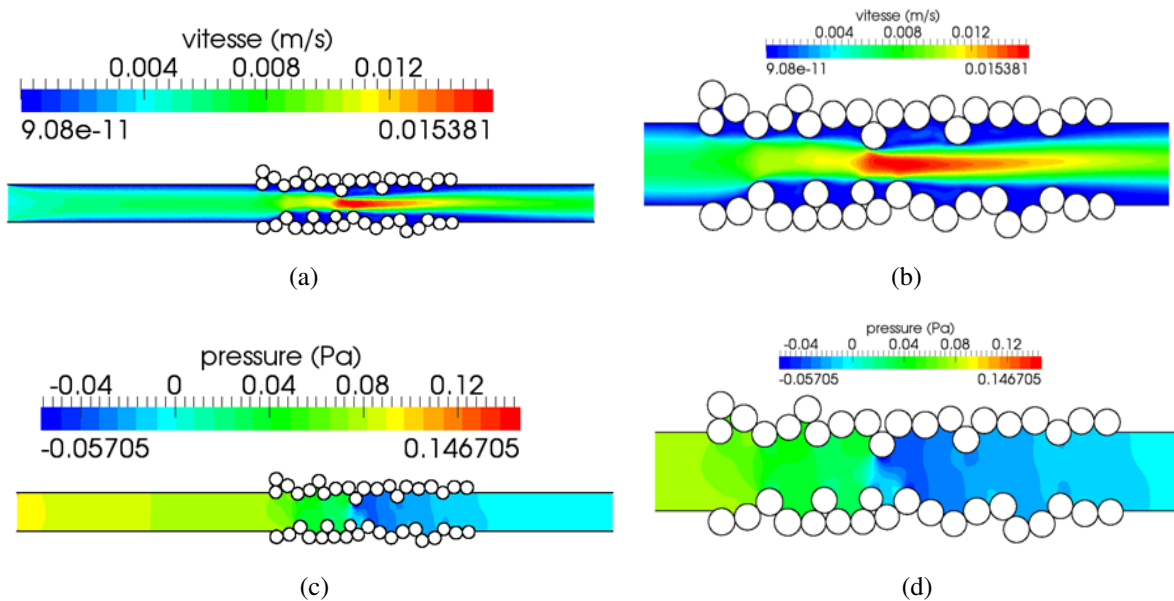 vitesse (m/s)
0.004 0.008 0.012
9.08e-11 0.015381
(a)
vitesse (m/s)
0.004 0.008 0.012
9.08e-11 0.015381
(b)
pressure (Pa)
-0.04 0 0.04 0.08 0.12
-0.05705 0.146705
(c)
pressure (Pa)
-0.04 0 0.04 0.08 0.12
-0.05705 0.146705
(d)